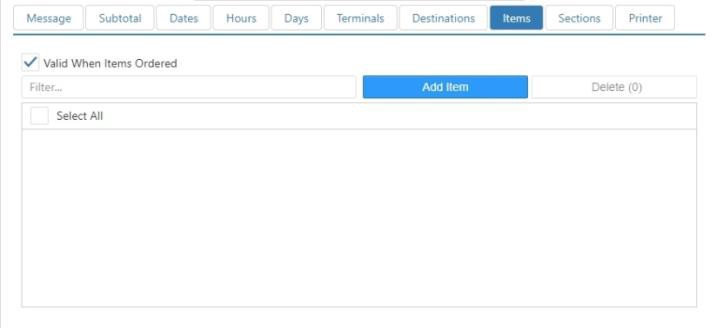 Message Subtotal Dates Hours Days Terminals Destinations Items Sections Printer
Valid When Items Ordered
Filter... Add Item Delete (0)
Select All